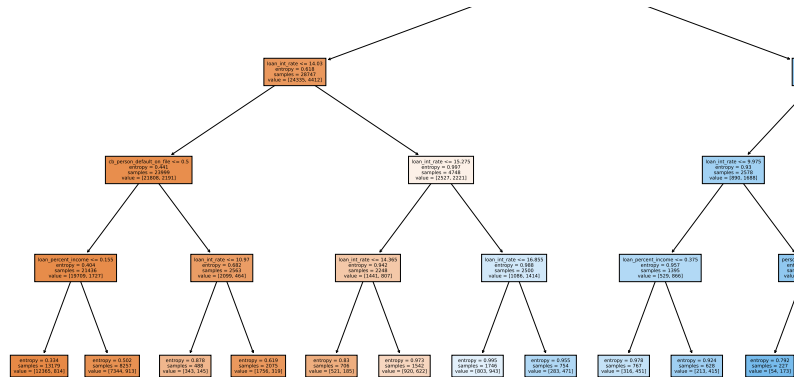 loan_int_rate <= 14.03
entropy = 0.618
samples = 28747
value = [24335, 4412]
cb_person_default_on_file <= 0.5
entropy = 0.441
samples = 23999
value = [21808, 2191]
loan_int_rate <= 15.275
entropy = 0.997
samples = 4748
value = [2527, 2221]
loan_int_rate <= 9.975
entropy = 0.93
samples = 2578
value = [890, 1688]
loan_percent_income <= 0.155
entropy = 0.404
samples = 21436
value = [19709, 1727]
loan_int_rate <= 10.97
entropy = 0.682
samples = 2563
value = [2099, 464]
loan_int_rate <= 14.365
entropy = 0.942
samples = 2248
value = [1441, 807]
loan_int_rate <= 16.855
entropy = 0.988
samples = 2500
value = [1086, 1414]
loan_percent_income <= 0.375
entropy = 0.957
samples = 1395
value = [529, 866]
entropy = 0.334
samples = 13179
value = [12365, 814]
entropy = 0.502
samples = 8257
value = [7344, 913]
entropy = 0.878
samples = 488
value = [343, 145]
entropy = 0.619
samples = 2075
value = [1756, 319]
entropy = 0.83
samples = 706
value = [521, 185]
entropy = 0.973
samples = 1542
value = [920, 622]
entropy = 0.995
samples = 1746
value = [803, 943]
entropy = 0.955
samples = 754
value = [283, 471]
entropy = 0.978
samples = 767
value = [316, 451]
entropy = 0.924
samples = 628
value = [213, 415]
entropy = 0.792
samples = 227
value = [54, 173]